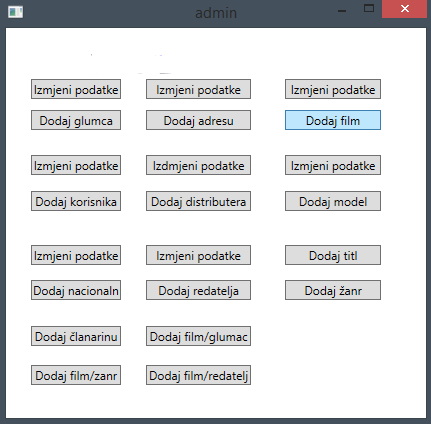 admin
Izmjeni podatke Izmjeni podatke Izmjeni podatke
Dodaj glumca Dodaj adresu Dodaj film
Izmjeni podatke Izdmjeni podatke Izmjeni podatke
Dodaj korisnika Dodaj distributera Dodaj model
Izmjeni podatke Izmjeni podatke Dodaj titl
Dodaj nacionaln Dodaj redatelja Dodaj žanr
Dodaj članarinu Dodaj film/glumac
Dodaj film/zanr Dodaj film/redatelj